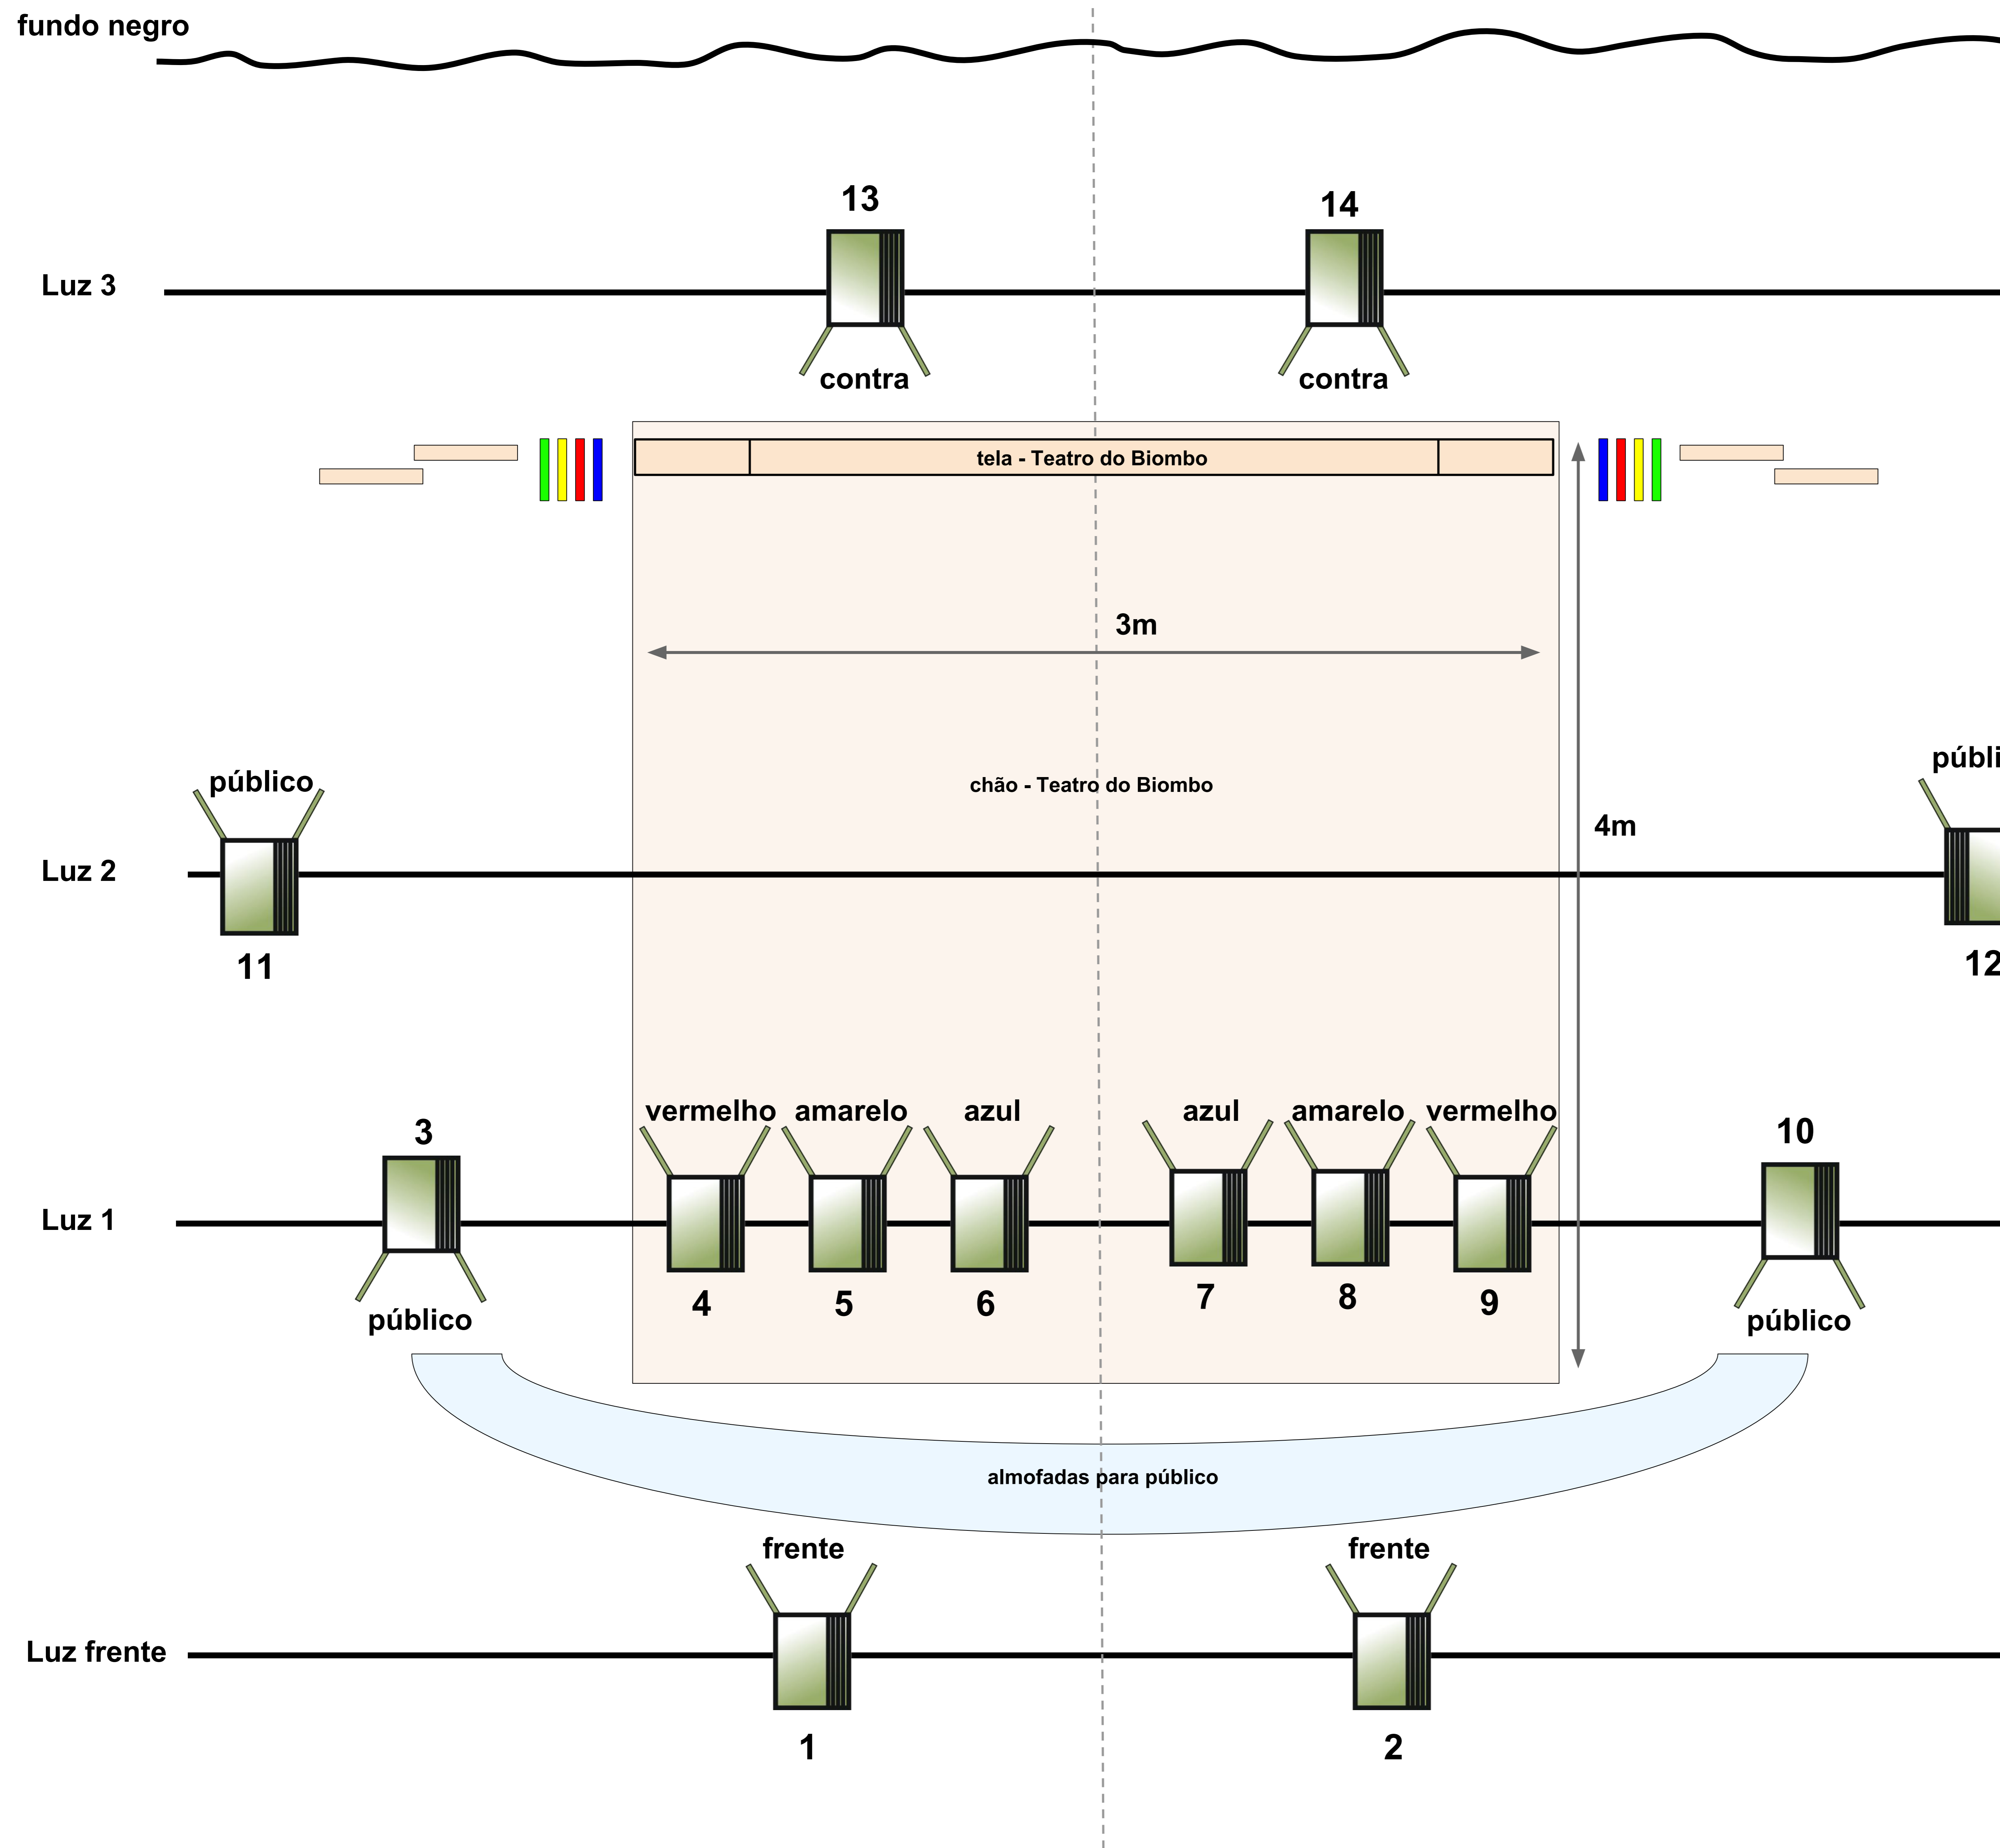 fundo negro
13
14
Luz 3
contra
contra
tela - Teatro do Biombo
3m
público
públi
chão - Teatro do Biombo
4m
Luz 2
11
12
vermelho
amarelo
azul
azul
amarelo
vermelho
3
10
Luz 1
4
5
6
7
8
9
público
público
almofadas para público
frente
frente
Luz frente
1
2